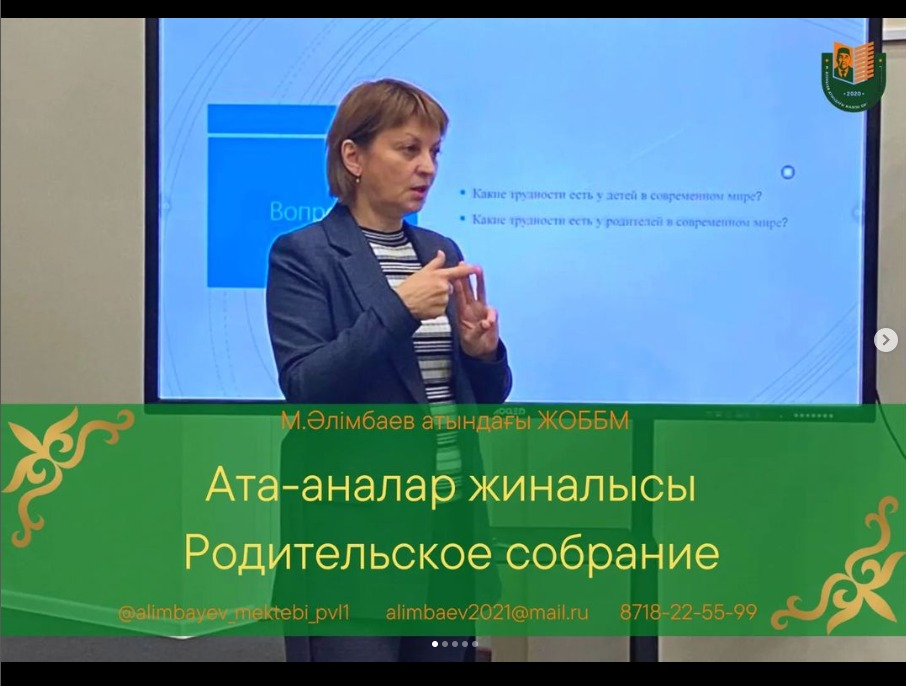 Вопр
Какие трудности есть у детей в современном мире?
Какие трудности есть у родителей в современном мире?
• 2020 •
М.Әлімбаев атындағы ЖОББМ
Ата-аналар жиналысы
Родительское собрание
@alimbayev_mektebi_pvl1 alimbaev2021@mail.ru 8718-22-55-99